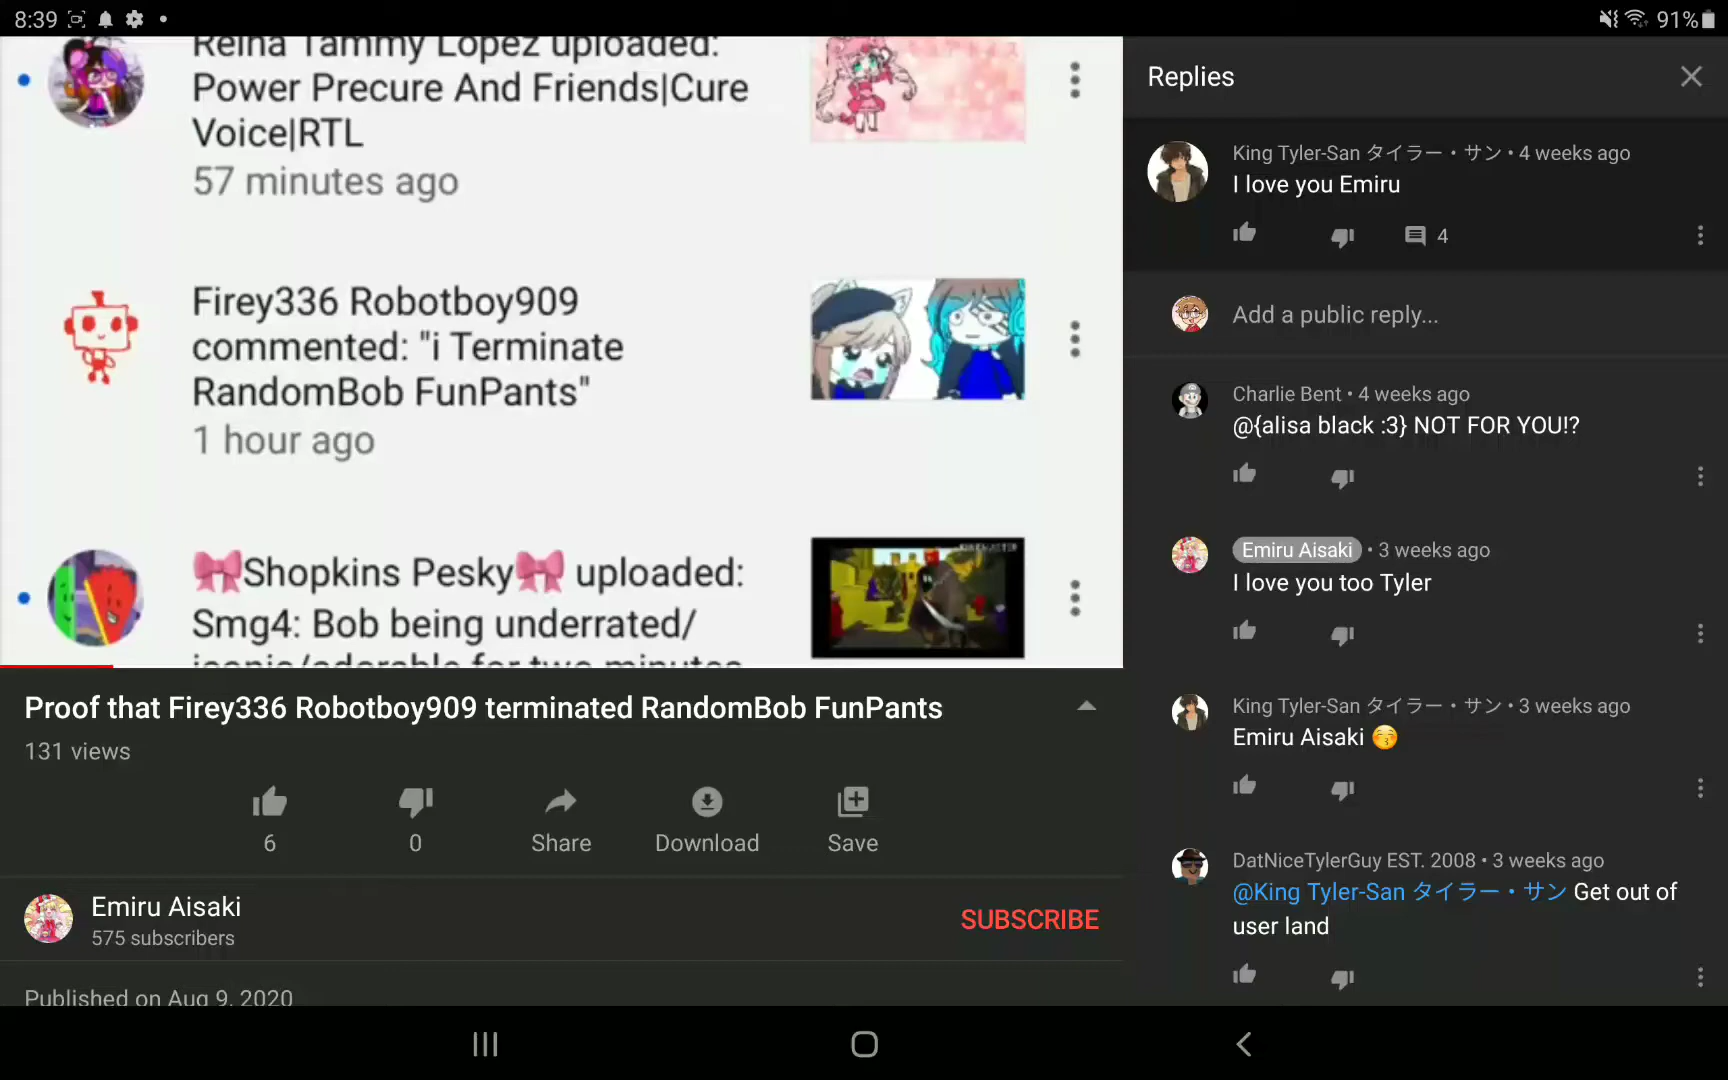 8:39
91%
Reina Tammy Lopez uploaded:
Power Precure And Friends|Cure
Voice|RTL
57 minutes ago
Firey336 Robotboy909
commented: "i Terminate
RandomBob FunPants"
1 hour ago
🎀Shopkins Pesky🎀 uploaded:
Smg4: Bob being underrated/
iconic/adorable for two minutes
Proof that Firey336 Robotboy909 terminated RandomBob FunPants
131 views
6
0
Share
Download
Save
Emiru Aisaki
575 subscribers
SUBSCRIBE
Published on Aug 9, 2020
Replies
King Tyler-San タイラー・サン • 4 weeks ago
I love you Emiru
4
Add a public reply...
Charlie Bent • 4 weeks ago
@{alisa black :3} NOT FOR YOU!?
Emiru Aisaki • 3 weeks ago
I love you too Tyler
King Tyler-San タイラー・サン • 3 weeks ago
Emiru Aisaki 😚
DatNiceTylerGuy EST. 2008 • 3 weeks ago
@King Tyler-San タイラー・サン Get out of
user land